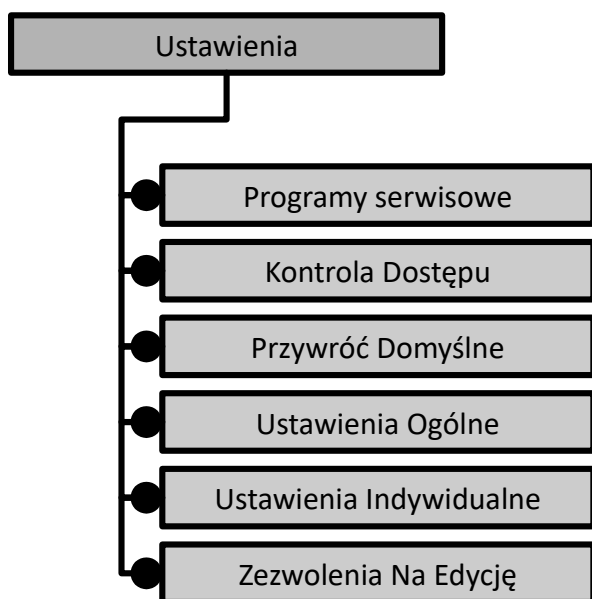 Ustawienia
Programy serwisowe
Kontrola Dostępu
Przywróć Domyślne
Ustawienia Ogólne
Ustawienia Indywidualne
Zezwolenia Na Edycję